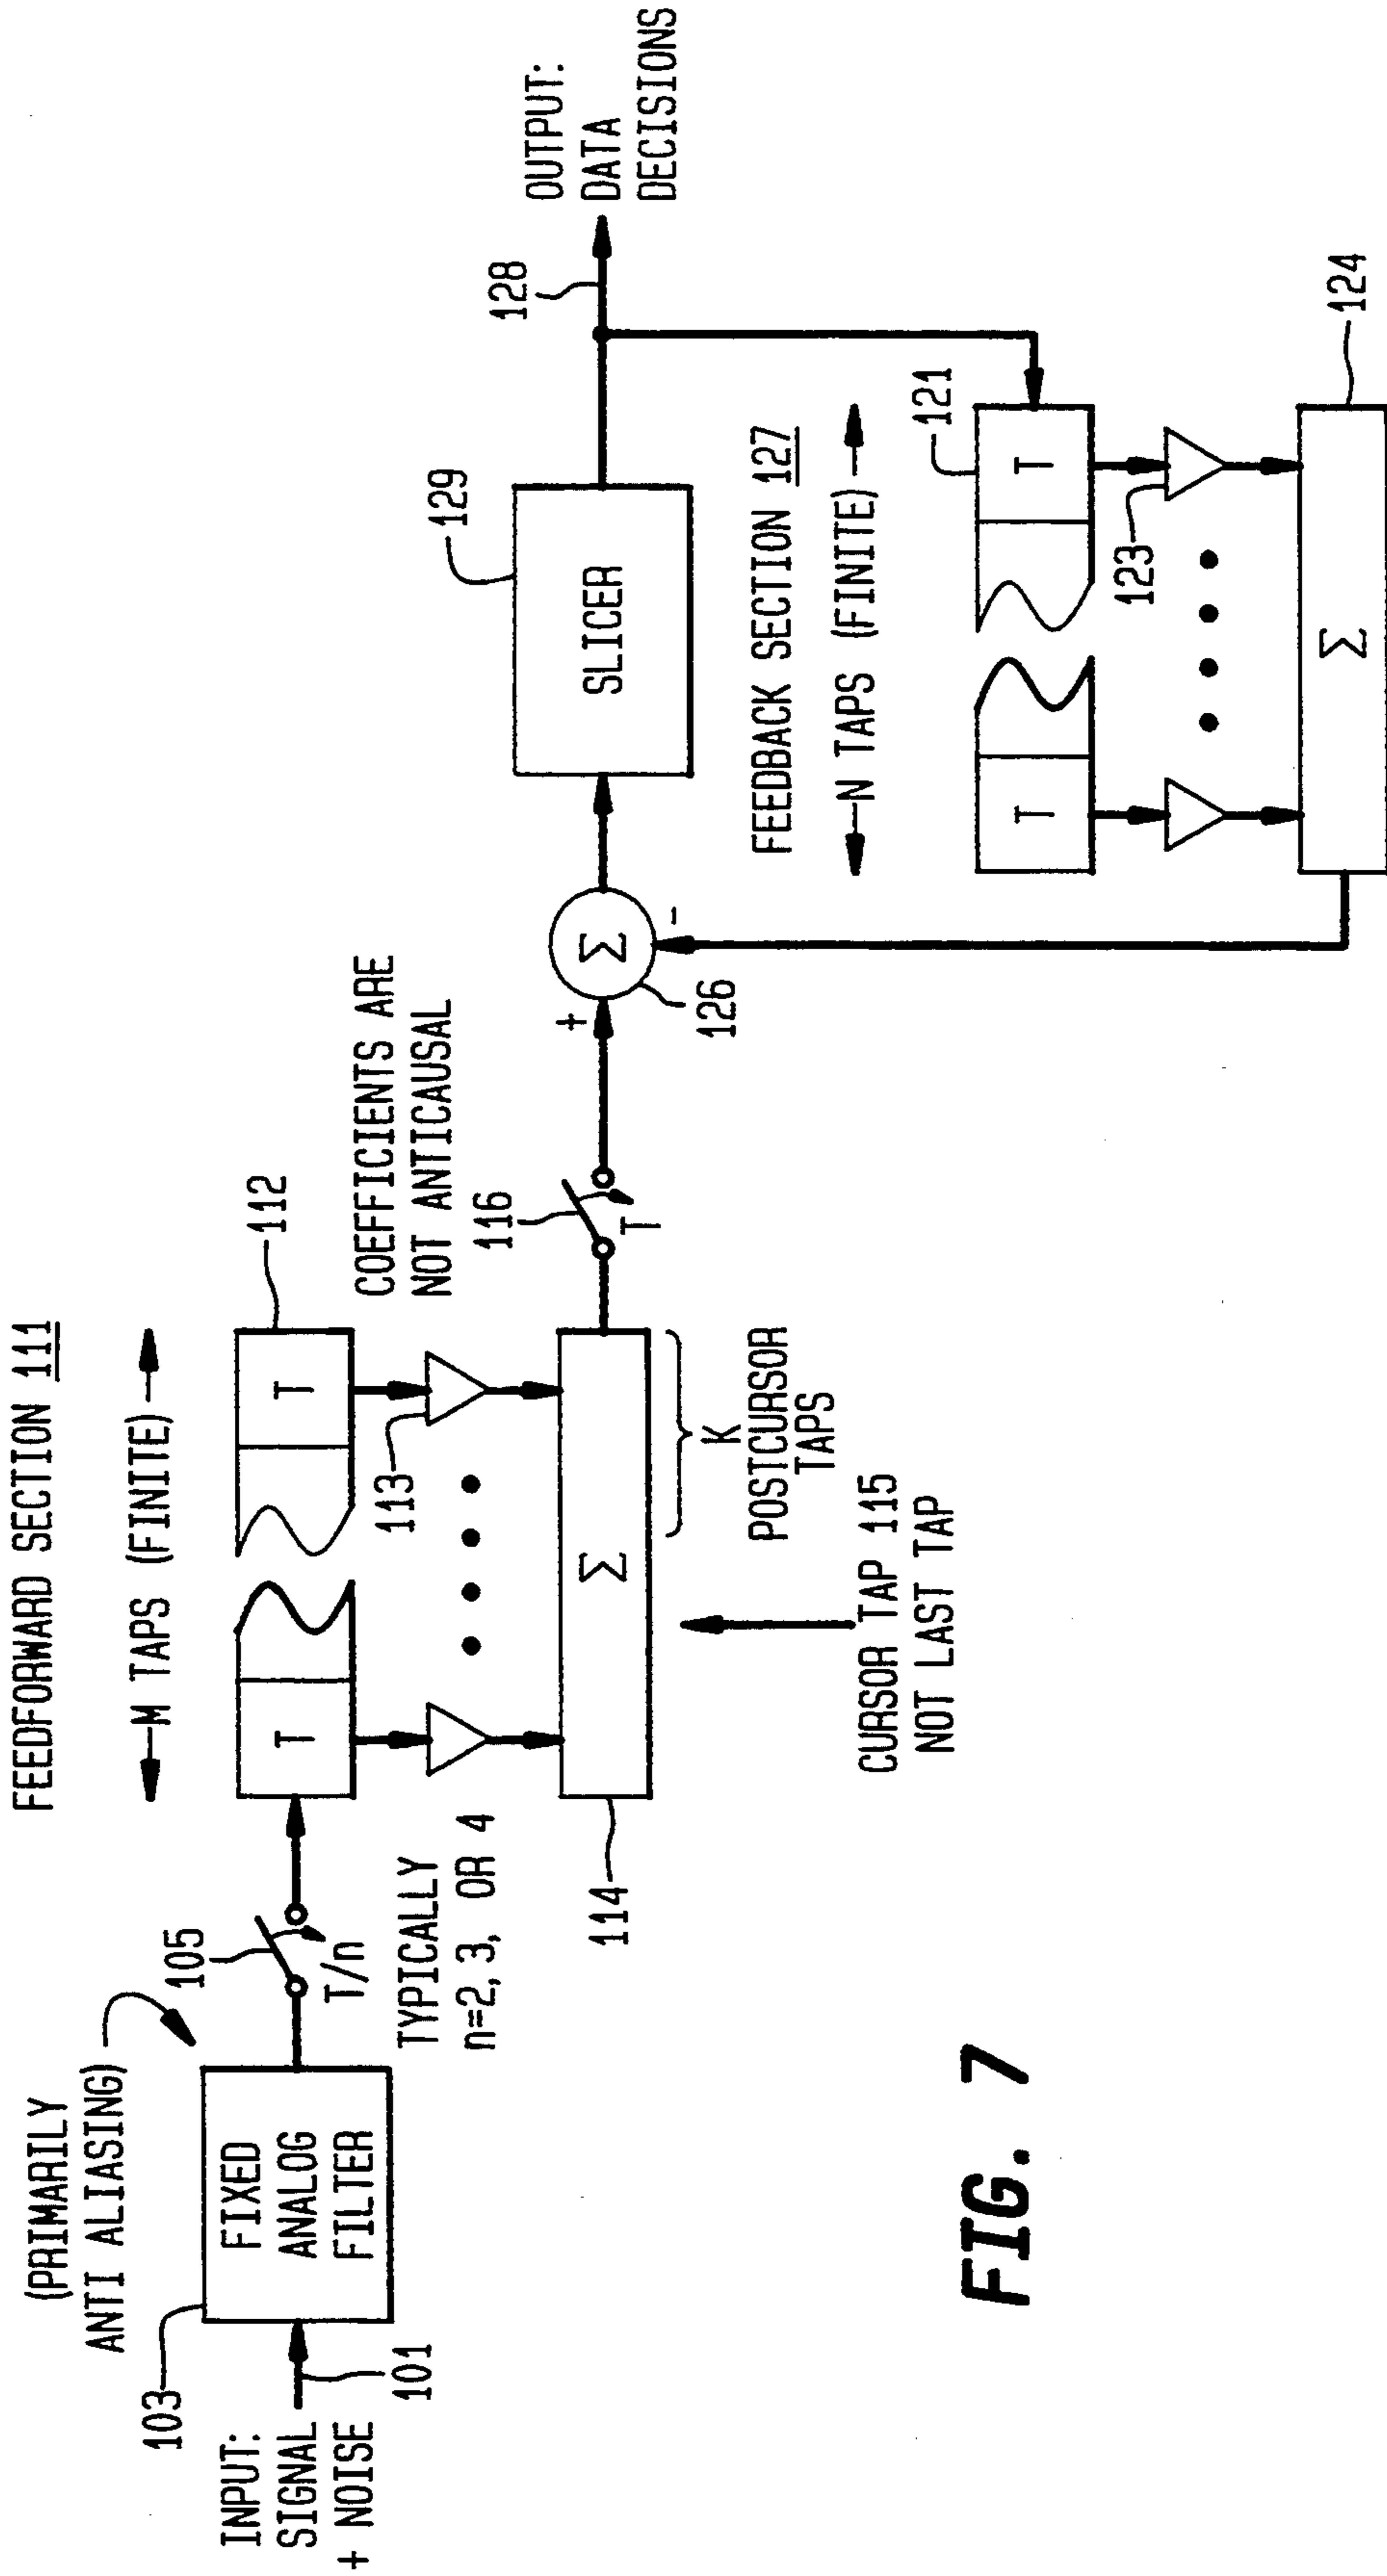 FEEDFORWARD SECTION 111
M TAPS (FINITE)
(PRIMARILY
ANTI ALIASING)
103
INPUT:
SIGNAL
+ NOISE
101
FIXED
ANALOG
FILTER
105
T/n
TYPICALLY
n=2, 3, OR 4
T
T
112
113
Σ
114
K
POSTCURSOR
TAPS
CURSOR TAP 115
NOT LAST TAP
COEFFICIENTS ARE
NOT ANTICAUSAL
116
T
+
Σ
-
126
SLICER
129
128
OUTPUT:
DATA
DECISIONS
FEEDBACK SECTION 127
N TAPS (FINITE)
T
T
121
123
Σ
124
FIG. 7